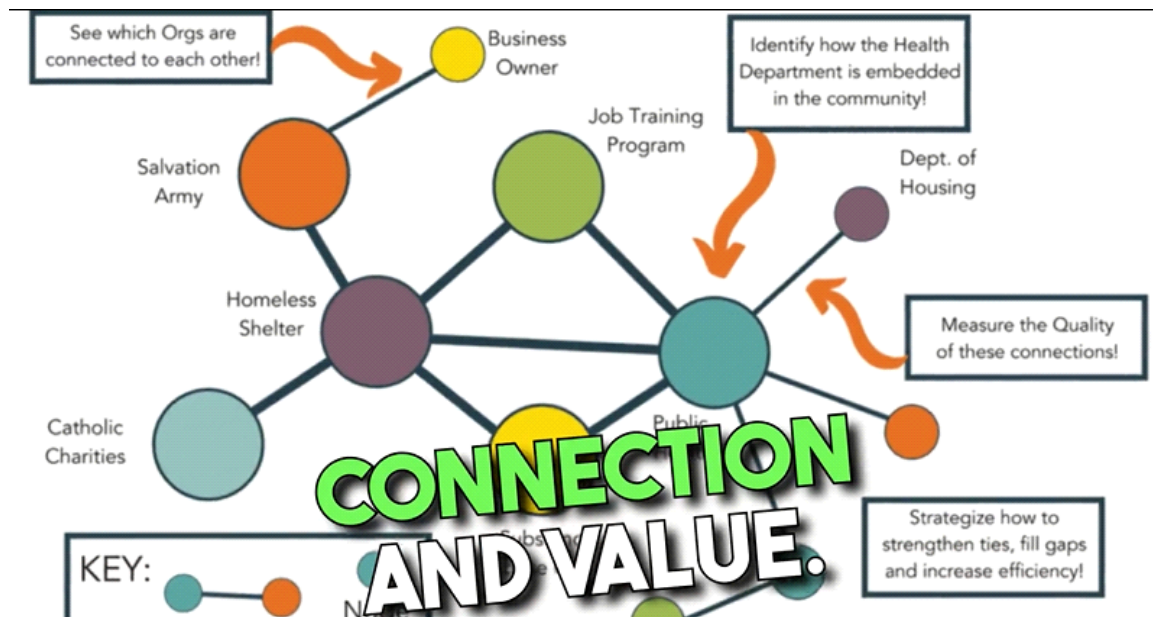 See which Orgs are
connected to each other!
Business
Owner
Identify how the Health
Department is embedded
in the community!
Job Training
Program
Dept. of
Housing
Salvation
Army
Homeless
Shelter
Measure the Quality
of these connections!
Catholic
Charities
Public
CONNECTION
AND VALUE.
Strategize how to
strengthen ties, fill gaps
and increase efficiency!
KEY: